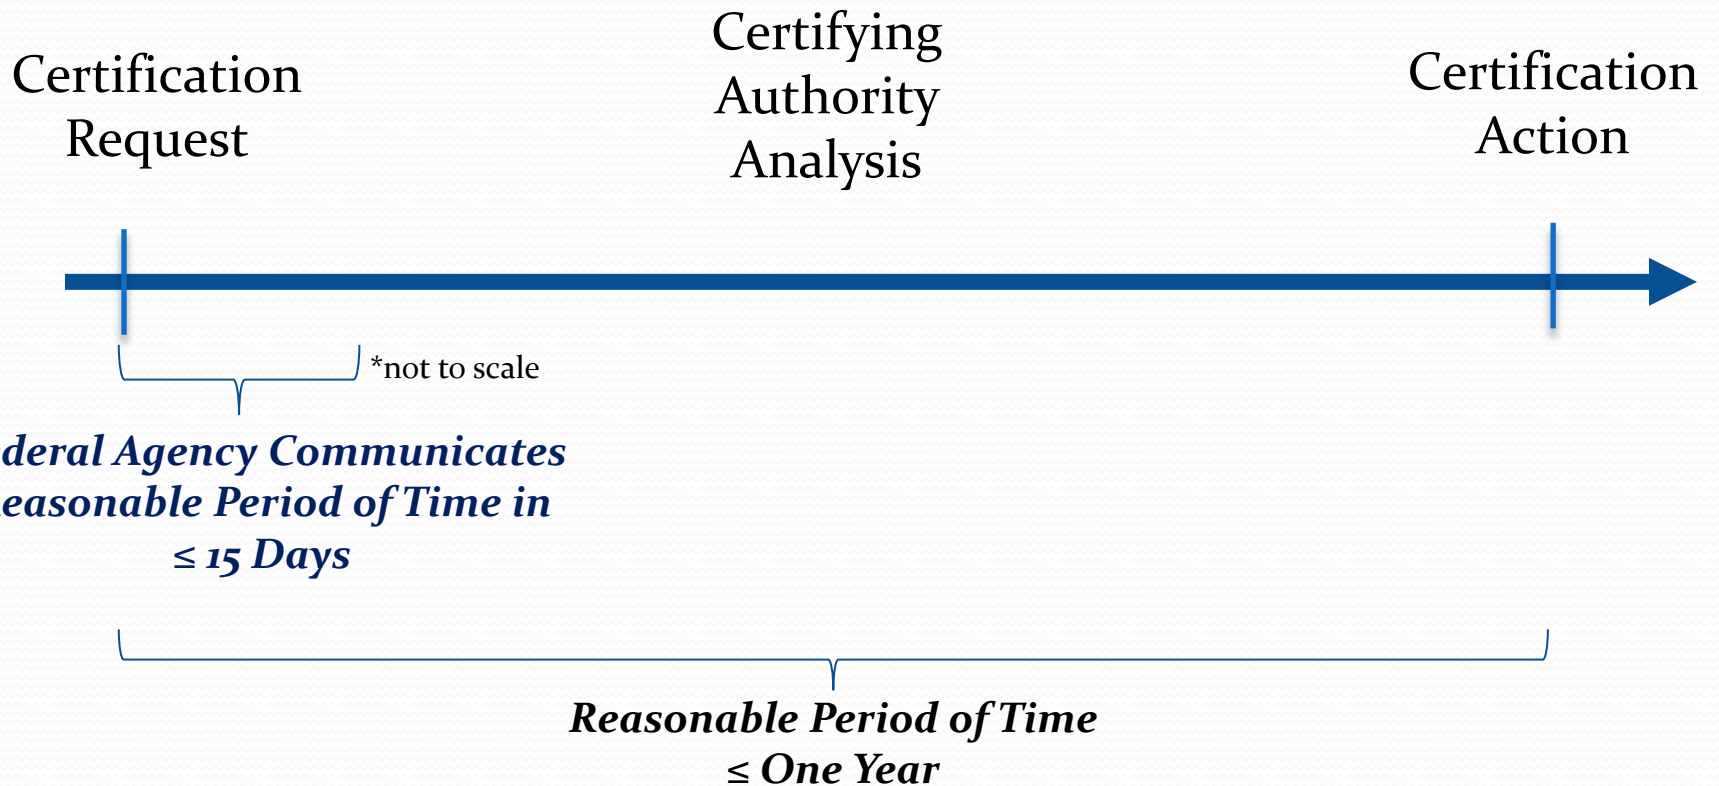 Certification
Request
Certifying
Authority
Analysis
Certification
Action
*not to scale
deral Agency Communicates
easonable Period of Time in
≤ 15 Days
Reasonable Period of Time
≤ One Year